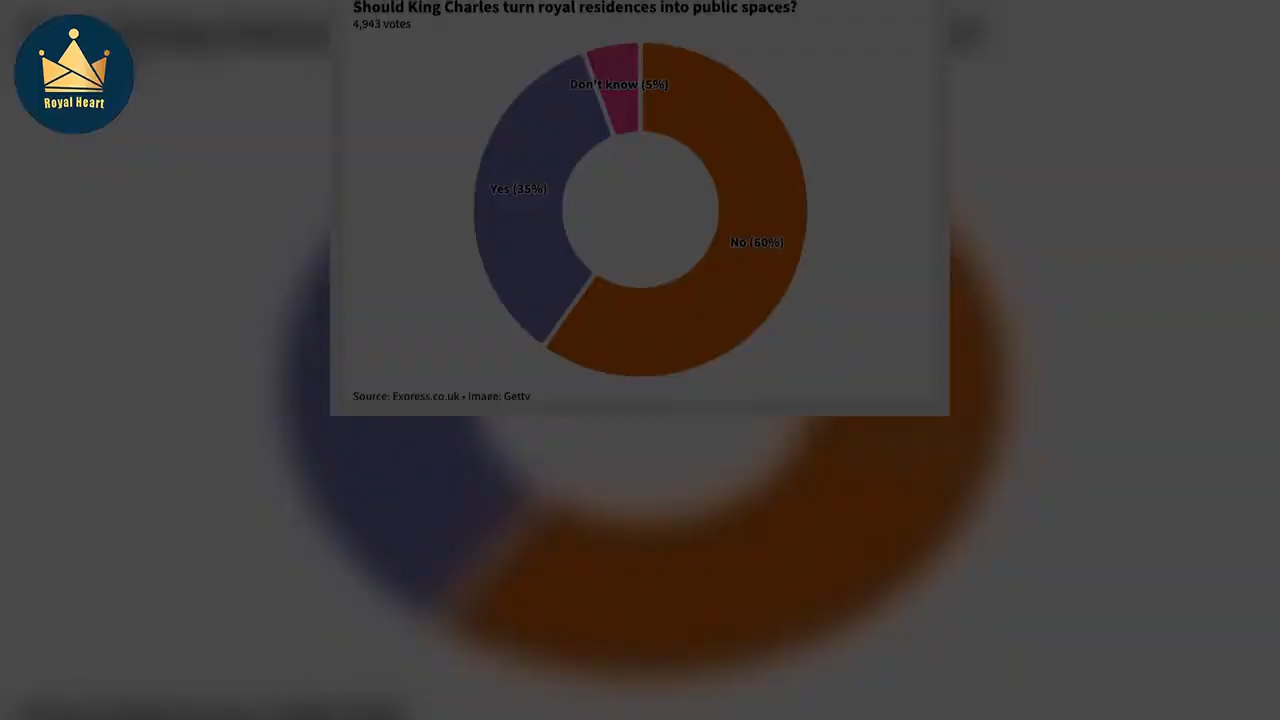 Should King Charles turn royal residences into public spaces?
4,943 votes
Don't know (5%)
Yes (35%)
No (60%)
Source: Express.co.uk • Image: Getty
Royal Heart